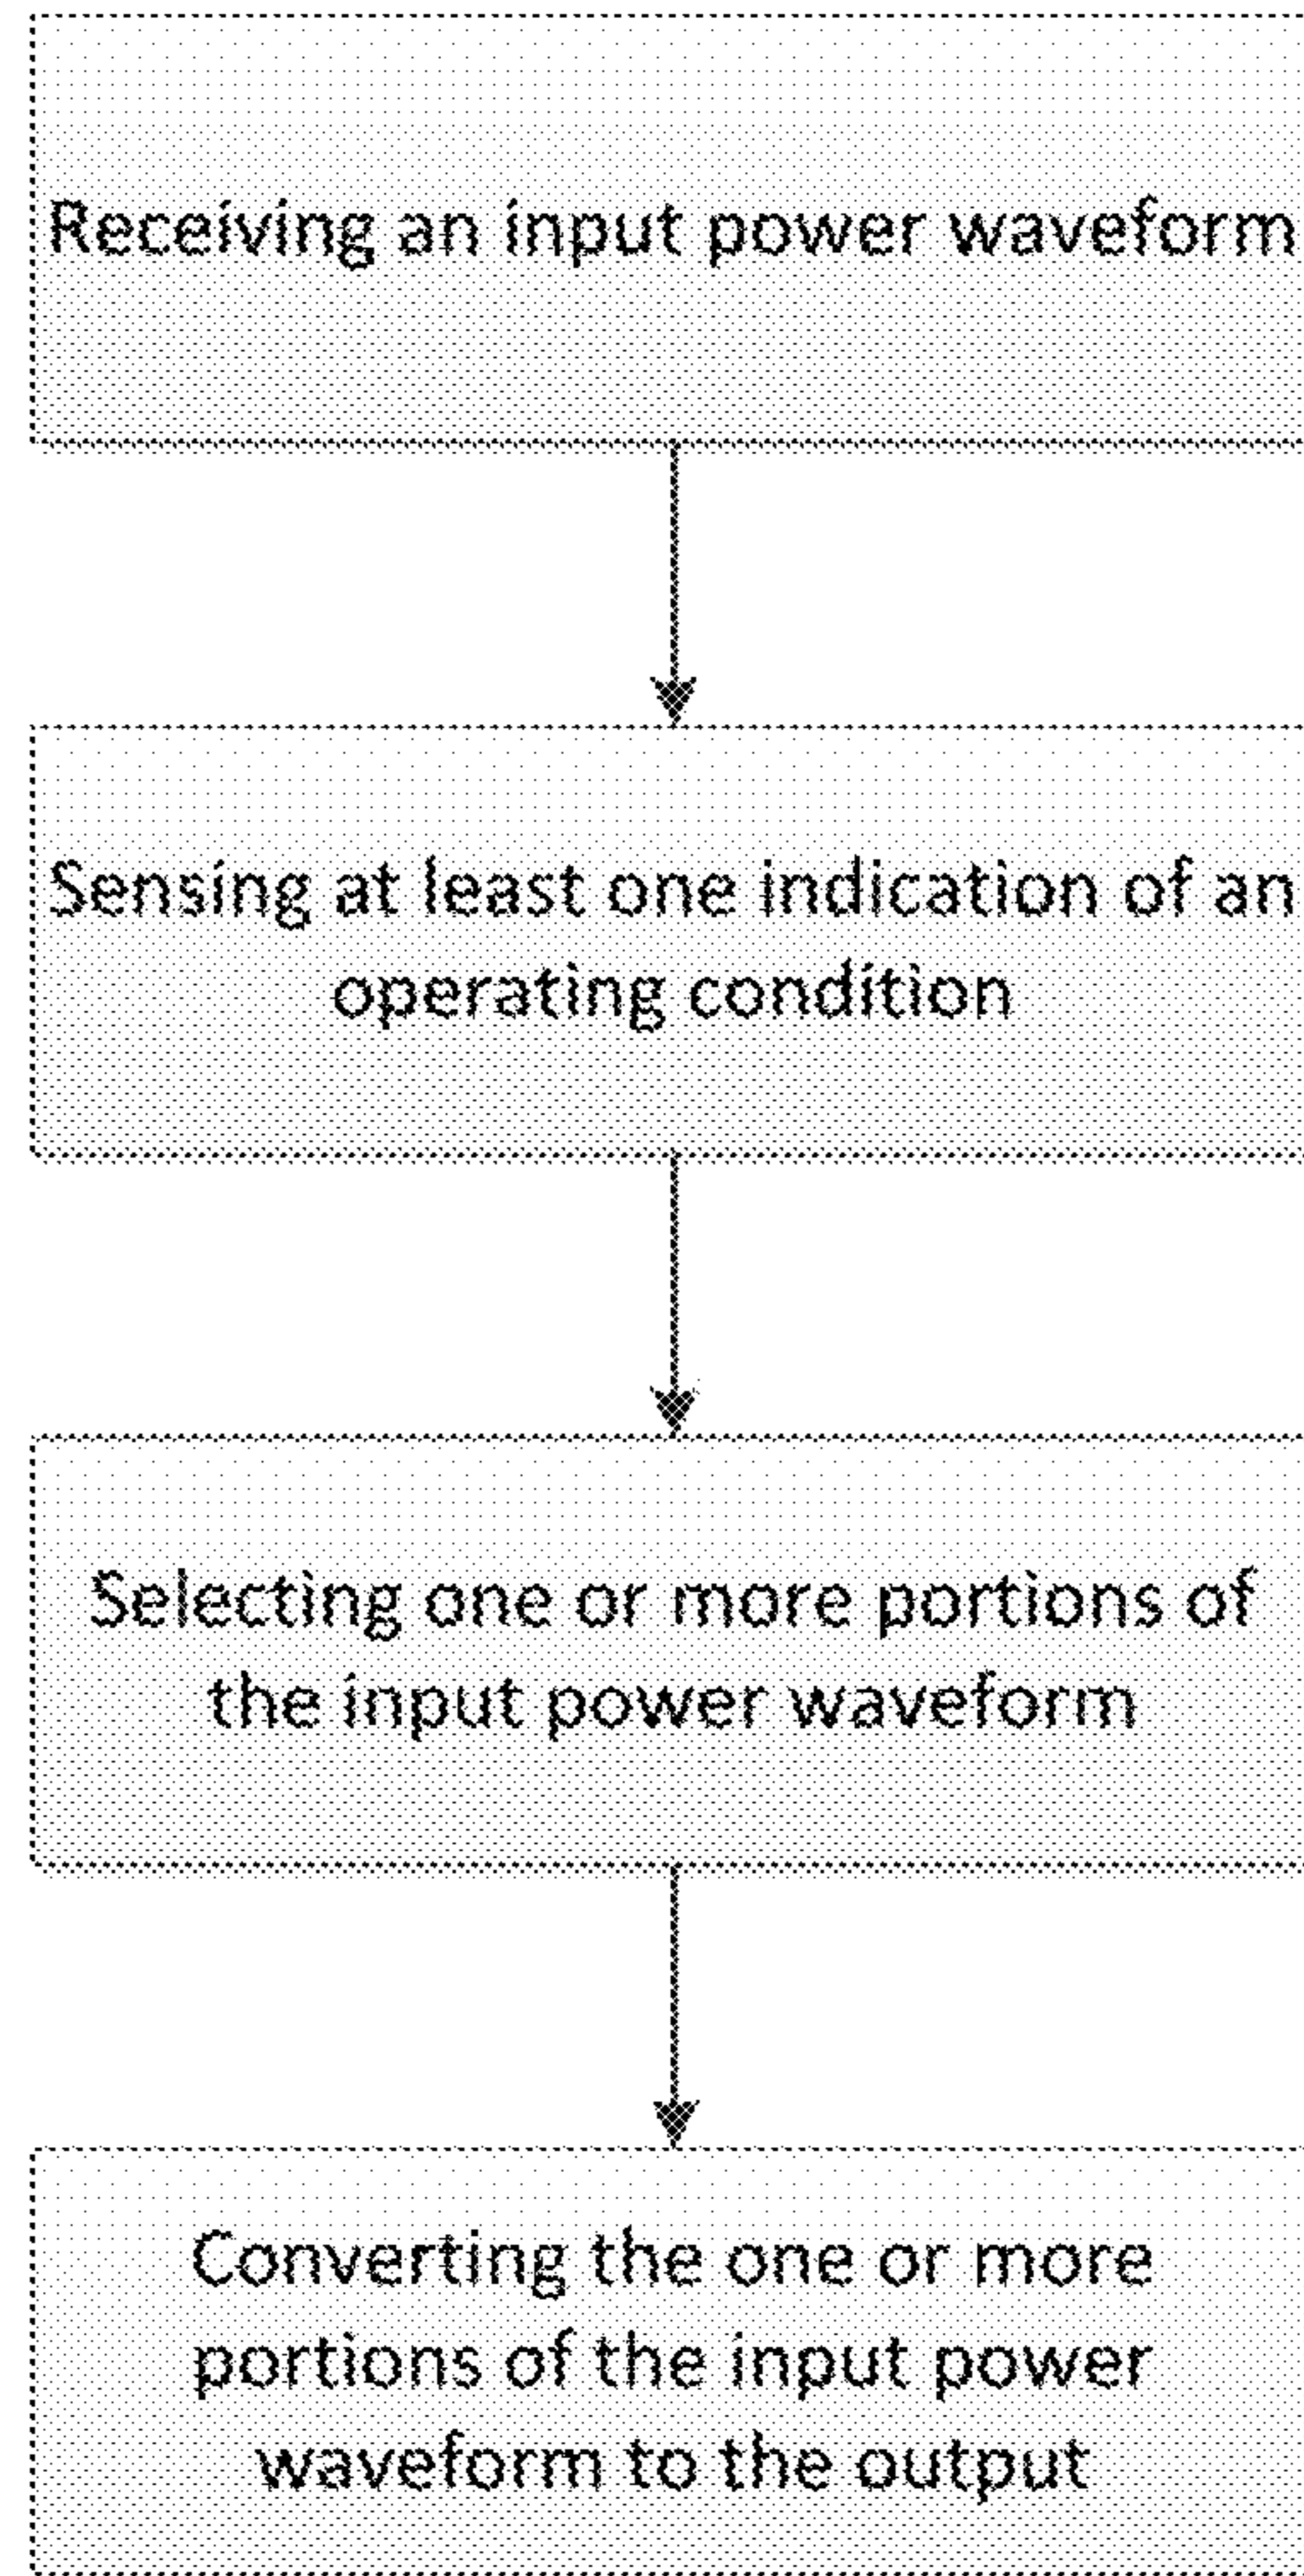 Receiving an input power waveform
Sensing at least one indication of an
operating condition
Selecting one or more portions of
the input power waveform
Converting the one or more
portions of the input power
waveform to the output